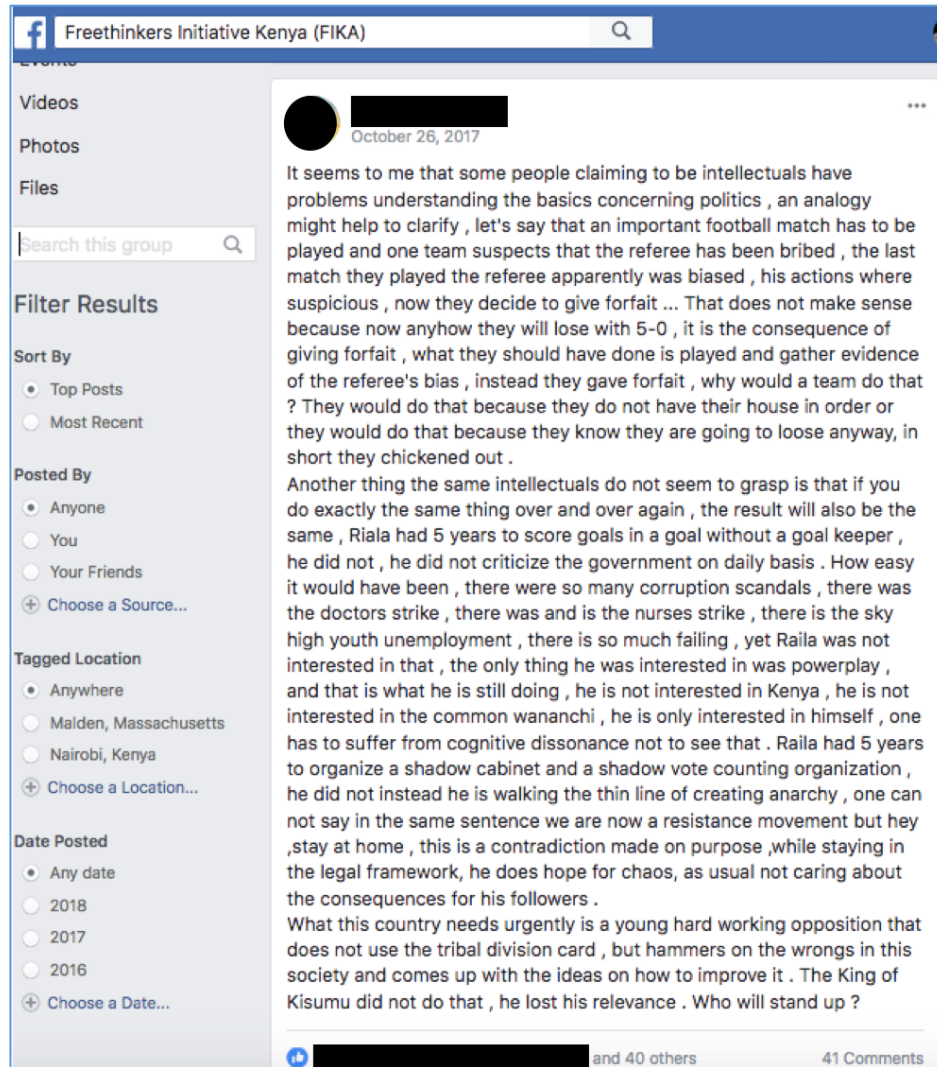 f
Freethinkers Initiative Kenya (FIKA)
Videos
Photos
Files
Search this group
Filter Results
Sort By
Top Posts
Most Recent
Posted By
Anyone
You
Your Friends
Choose a Source...
Tagged Location
Anywhere
Malden, Massachusetts
Nairobi, Kenya
Choose a Location...
Date Posted
Any date
2018
2017
2016
Choose a Date...
October 26, 2017
It seems to me that some people claiming to be intellectuals have
problems understanding the basics concerning politics , an analogy
might help to clarify , let's say that an important football match has to be
played and one team suspects that the referee has been bribed , the last
match they played the referee apparently was biased , his actions where
suspicious , now they decide to give forfait ... That does not make sense
because now anyhow they will lose with 5-0 , it is the consequence of
giving forfait , what they should have done is played and gather evidence
of the referee's bias , instead they gave forfait , why would a team do that
? They would do that because they do not have their house in order or
they would do that because they know they are going to loose anyway, in
short they chickened out .
Another thing the same intellectuals do not seem to grasp is that if you
do exactly the same thing over and over again , the result will also be the
same , Riala had 5 years to score goals in a goal without a goal keeper ,
he did not , he did not criticize the government on daily basis . How easy
it would have been , there were so many corruption scandals , there was
the doctors strike , there was and is the nurses strike , there is the sky
high youth unemployment , there is so much failing , yet Raila was not
interested in that , the only thing he was interested in was powerplay ,
and that is what he is still doing , he is not interested in Kenya , he is not
interested in the common wananchi , he is only interested in himself , one
has to suffer from cognitive dissonance not to see that . Raila had 5 years
to organize a shadow cabinet and a shadow vote counting organization ,
he did not instead he is walking the thin line of creating anarchy , one can
not say in the same sentence we are now a resistance movement but hey
,stay at home , this is a contradiction made on purpose ,while staying in
the legal framework, he does hope for chaos, as usual not caring about
the consequences for his followers .
What this country needs urgently is a young hard working opposition that
does not use the tribal division card , but hammers on the wrongs in this
society and comes up with the ideas on how to improve it . The King of
Kisumu did not do that , he lost his relevance . Who will stand up ?
and 40 others
41 Comments